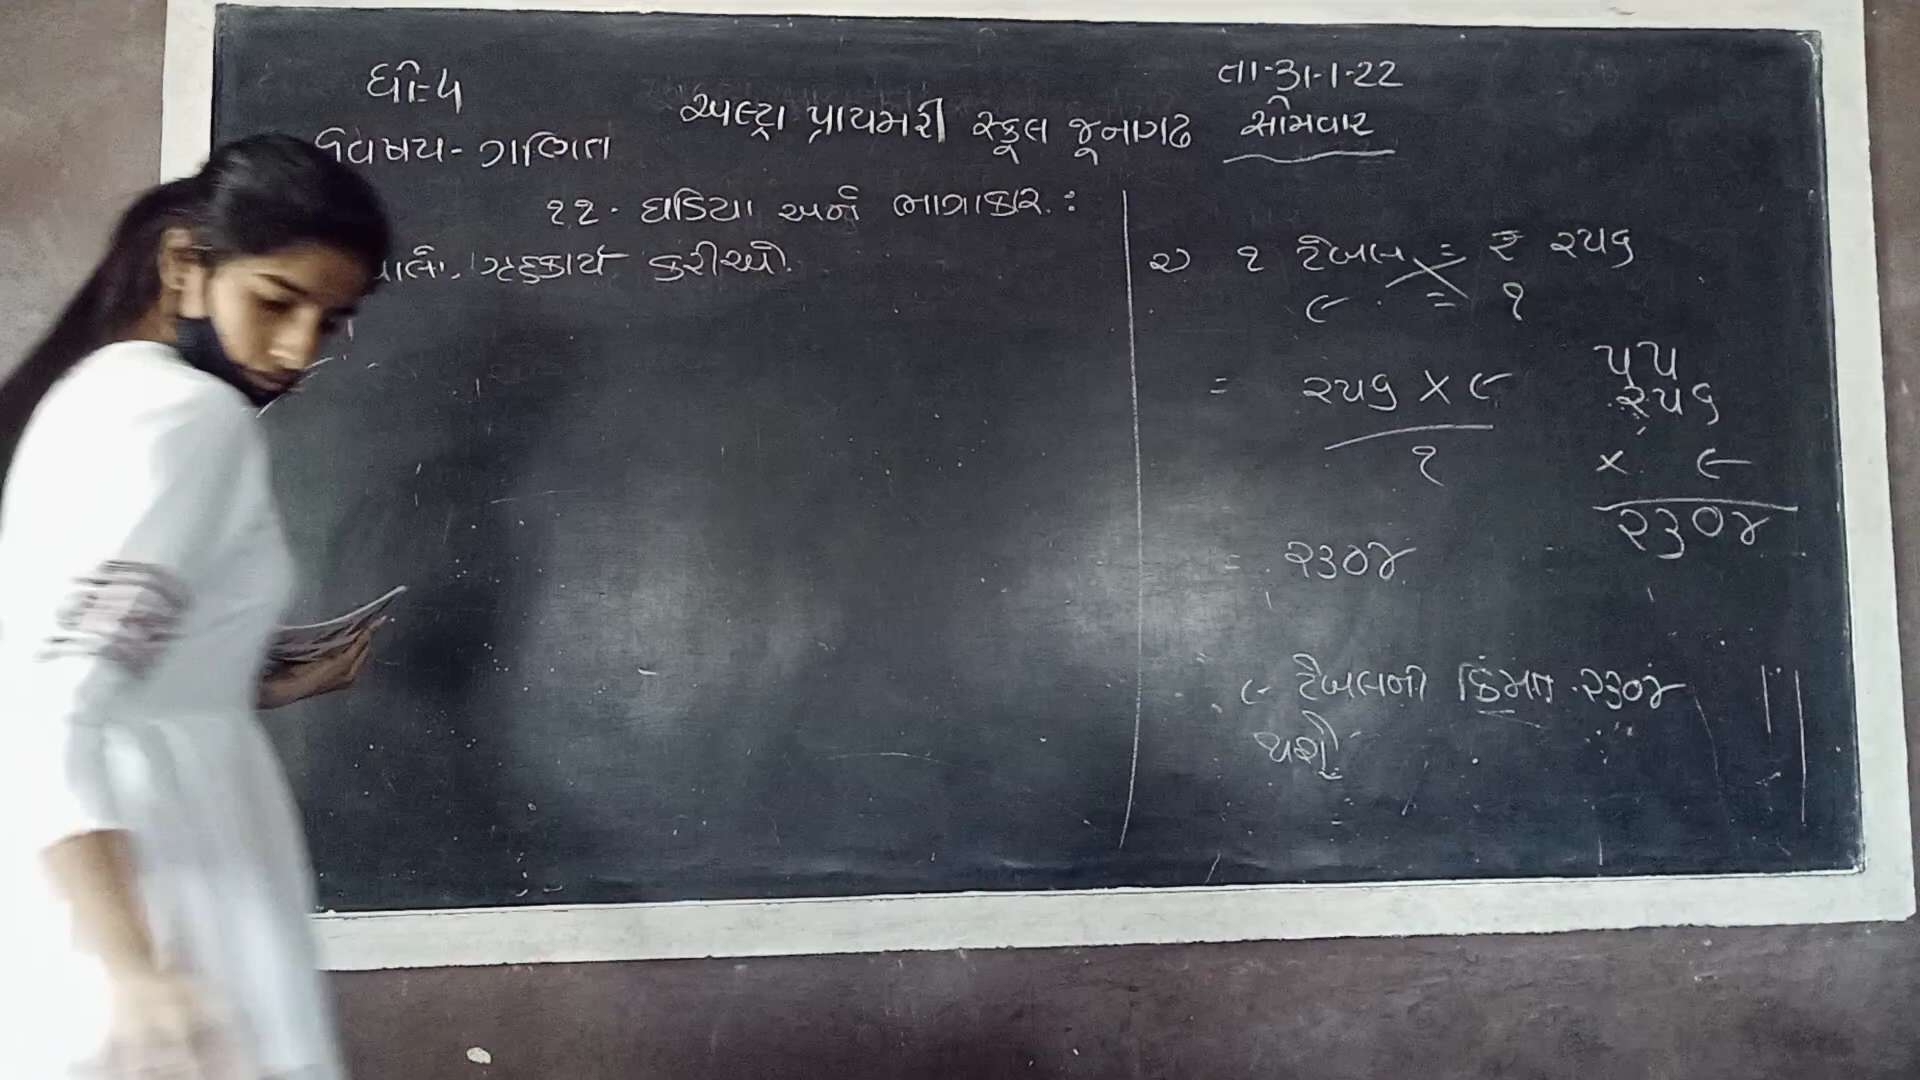 ધો-૫
તા-૩૧-૧-૨૨
અલ્ટ્રા પ્રાયમરી સ્કૂલ જૂનાગઢ
સોમવાર
વિષય - ગણિત
૧૧. ઘડિયા અને ભાગાકાર :
ચાલો, ગૃહકાર્ય કરીએ.
૨) ૧ ટેબલ = ₹ ૨૫૬
૯ = ?
= ૨૫૬ × ૯
૧
= ૨૩૦૪
૫૫
૨૫૬
× ૯
૨૩૦૪
૯ ટેબલની કિંમત ૨૩૦૪
થશે.